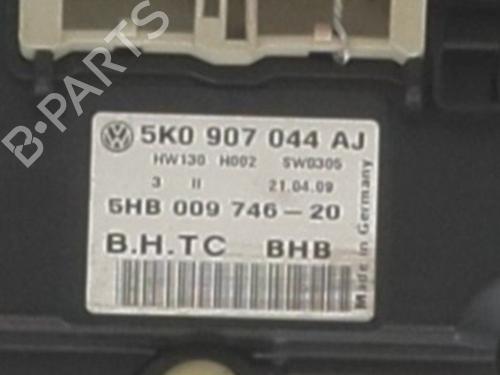 5K0 907 044 AJ
HW130 H002 SW0305
3 II 21.04.09
5HB 009 746-20
B.H.TC BHB
Made in Germany
B-PARTS